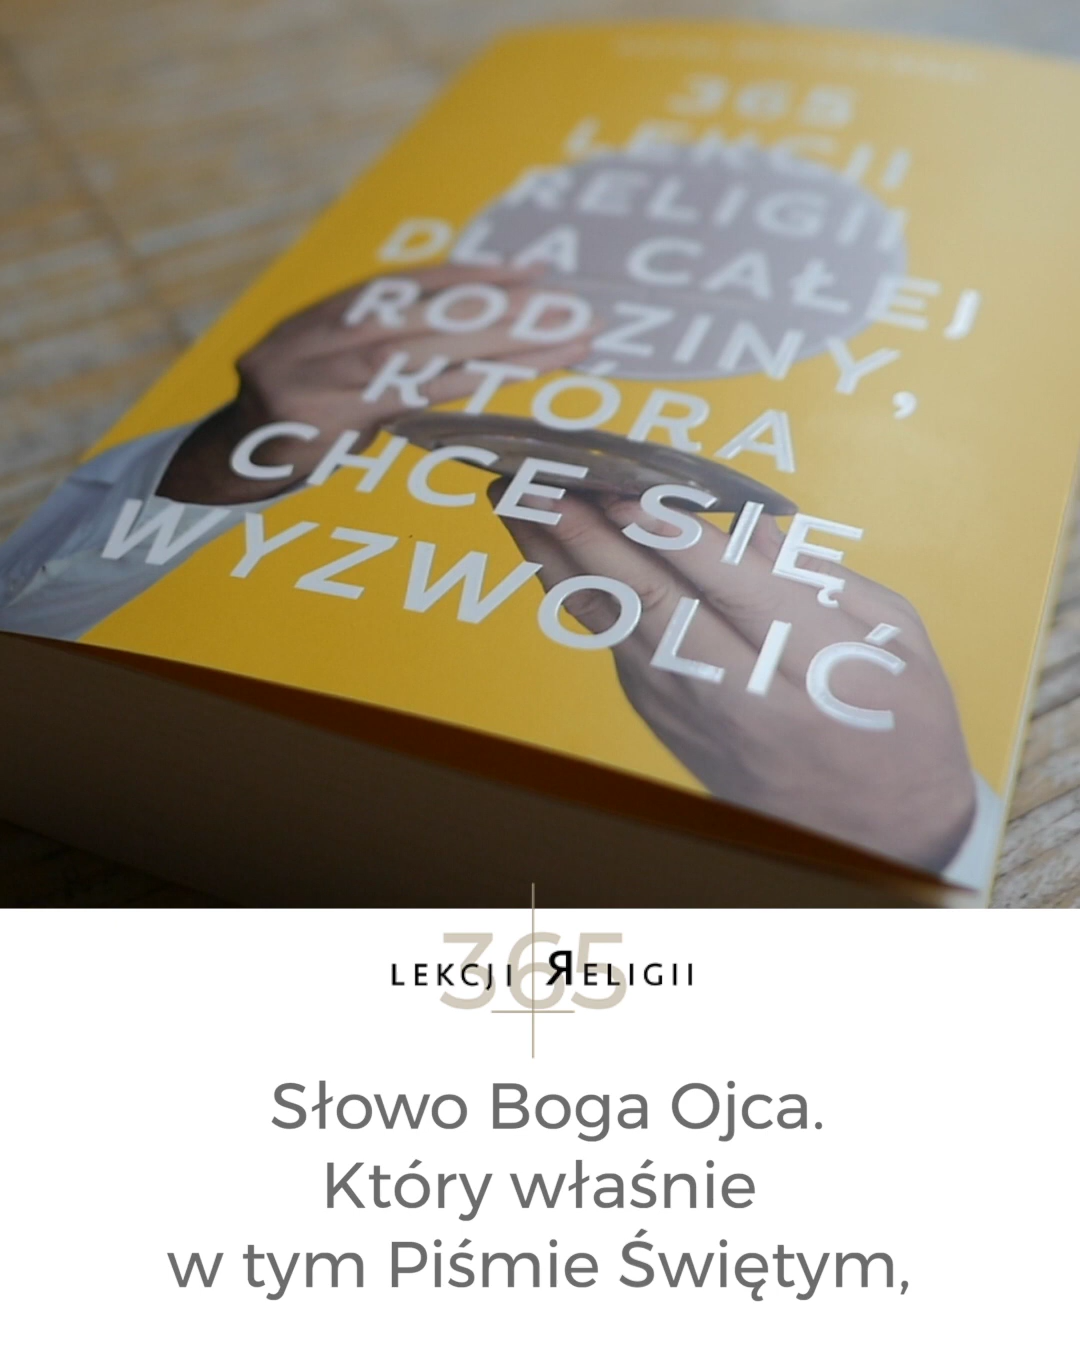 365
LEKCJI
RELIGII
DLA CAŁEJ
RODZINY,
KTÓRA
CHCE SIĘ
WYZWOLIĆ
365
LEKCJI ЯELIGII
Słowo Boga Ojca.
Który właśnie
w tym Piśmie Świętym,